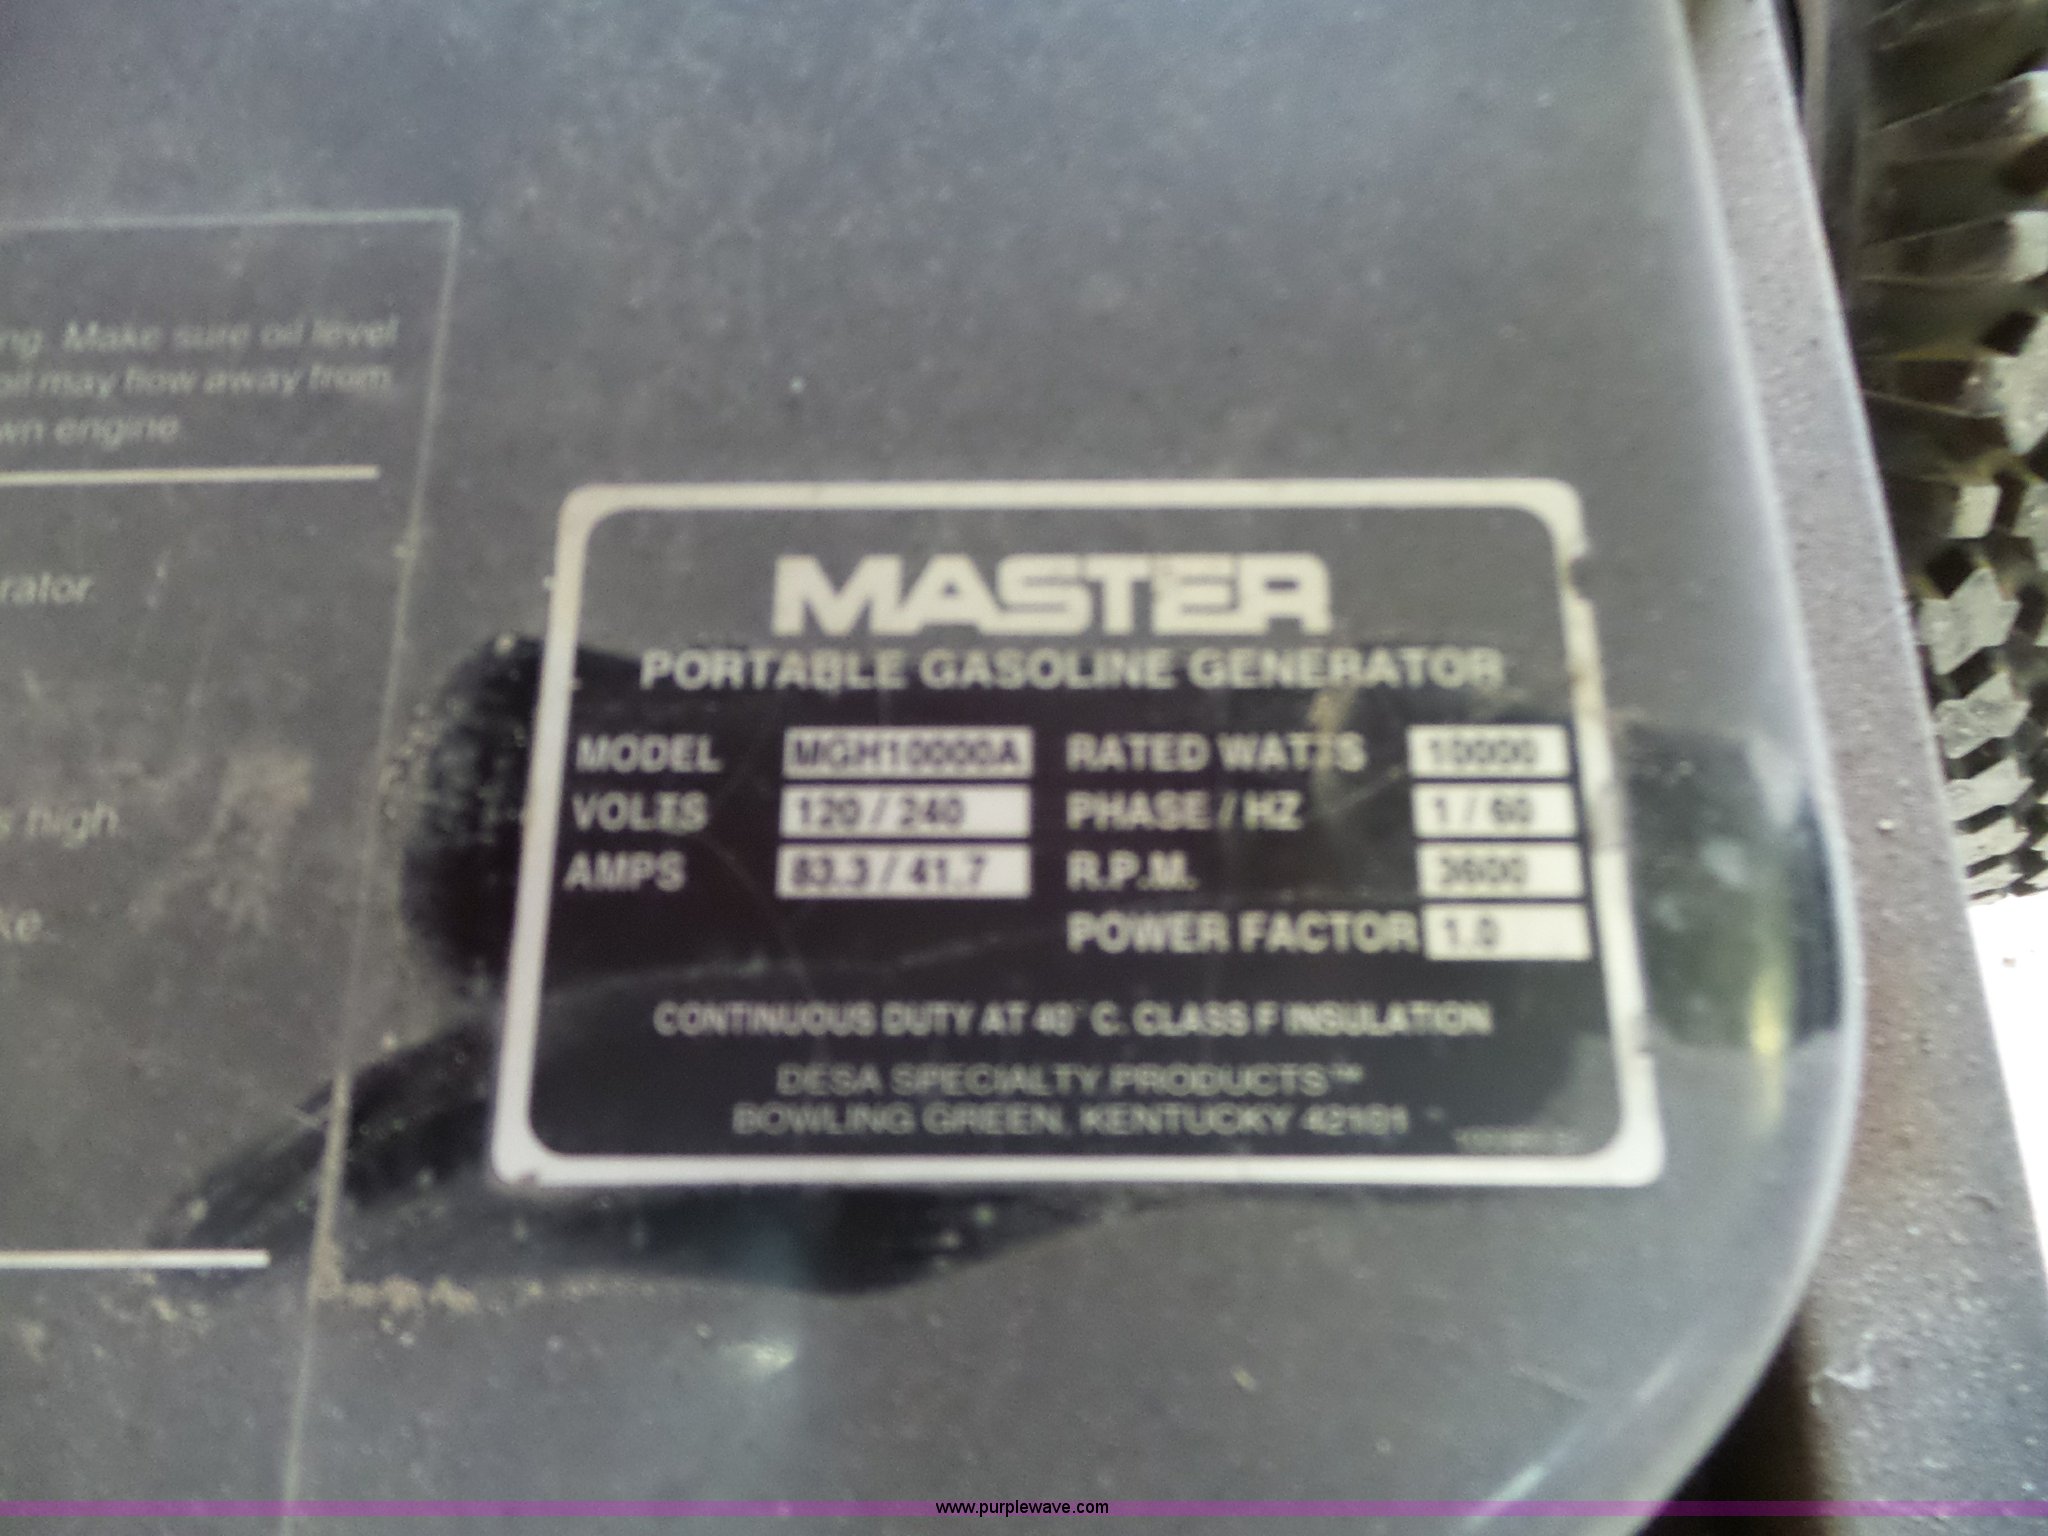 ng. Make sure oil level
oil may flow away from
wn engine.
rator.
s high.
ke.
MASTER
PORTABLE GASOLINE GENERATOR
MODEL MGH10000A RATED WATTS 10000
VOLTS 120 / 240 PHASE / HZ 1 / 60
AMPS 83.3 / 41.7 R.P.M. 3600
POWER FACTOR 1.0
CONTINUOUS DUTY AT 40° C. CLASS F INSULATION
DESA SPECIALTY PRODUCTS™
BOWLING GREEN, KENTUCKY 42101
www.purplewave.com